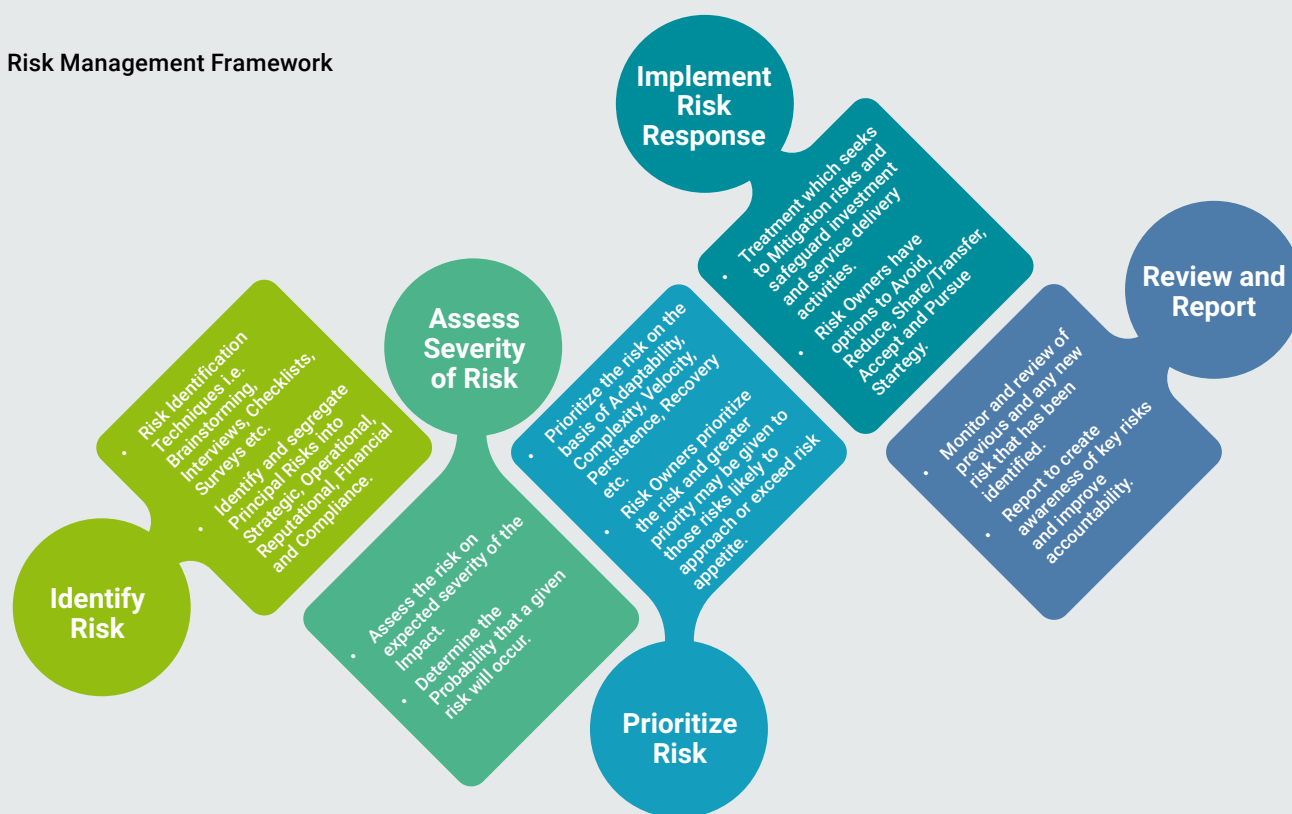 Risk Management Framework
Identify
Risk
• Risk Identification
Techniques i.e.
Brainstorming,
Interviews, Checklists,
Surveys etc.
• Identify and segregate
Principal Risks into
Strategic, Operational,
Reputational, Financial
and Compliance.
Assess
Severity
of Risk
• Assess the risk on
expected severity of the
Impact.
• Determine the
Probability that a given
risk will occur.
• Prioritize the risk on the
basis of Adaptability,
Complexity, Velocity,
Persistence, Recovery
etc.
• Risk Owners prioritize
the risk and greater
priority may be given to
those risks likely to
approach or exceed risk
appetite.
Prioritize
Risk
Implement
Risk
Response
• Treatment which seeks
to Mitigation risks and
safeguard investment
and service delivery
activities.
• Risk Owners have
options to Avoid,
Reduce, Share/Transfer,
Accept and Pursue
Startegy.
Review and
Report
• Monitor and review of
previous and any new
risk that has been
identified.
• Report to create
awareness of key risks
and improve
accountability.